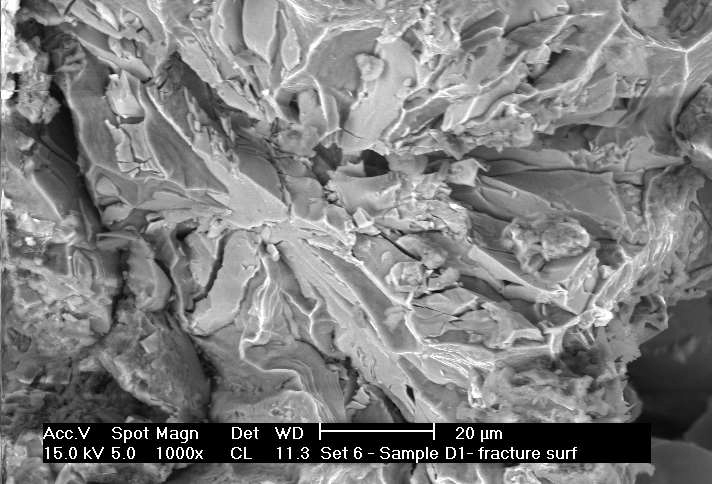 Acc.V Spot Magn Det WD 20 µm
15.0 kV 5.0 1000x CL 11.3 Set 6 - Sample D1- fracture surf